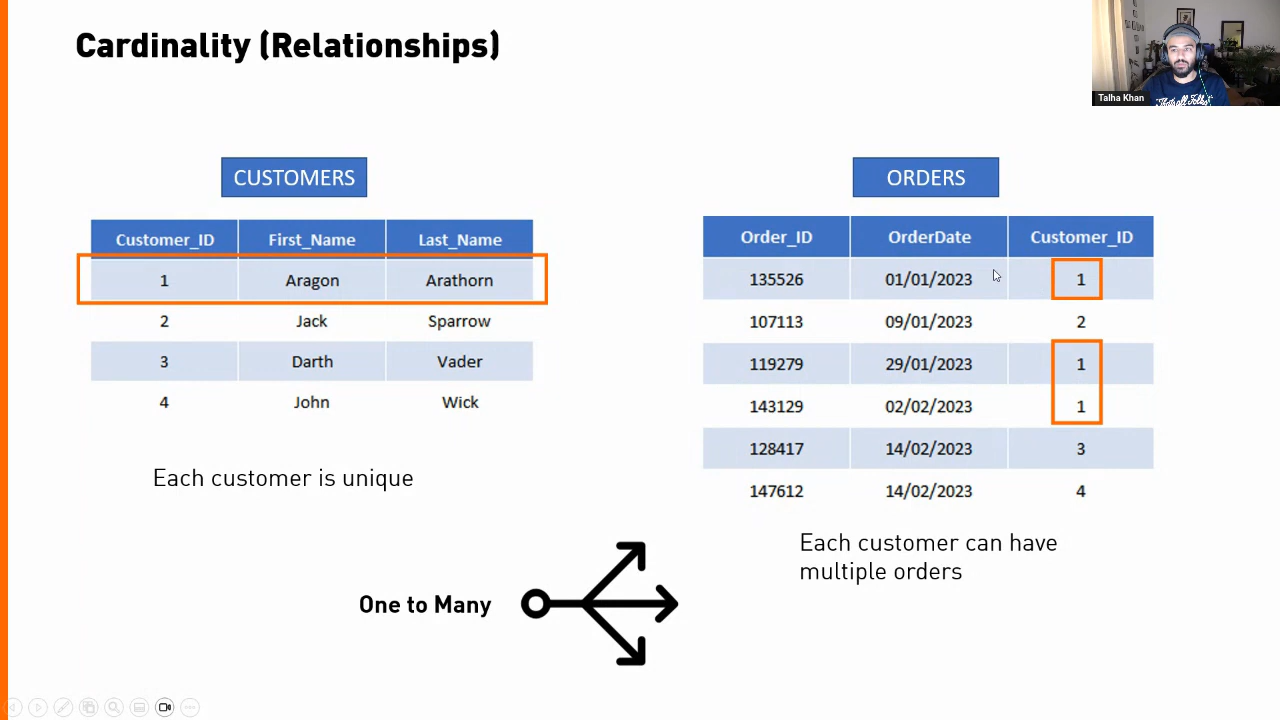 Cardinality (Relationships)
Talha Khan
CUSTOMERS
Customer_ID First_Name Last_Name
1 Aragon Arathorn
2 Jack Sparrow
3 Darth Vader
4 John Wick
Each customer is unique
ORDERS
Order_ID OrderDate Customer_ID
135526 01/01/2023 1
107113 09/01/2023 2
119279 29/01/2023 1
143129 02/02/2023 1
128417 14/02/2023 3
147612 14/02/2023 4
Each customer can have
multiple orders
One to Many